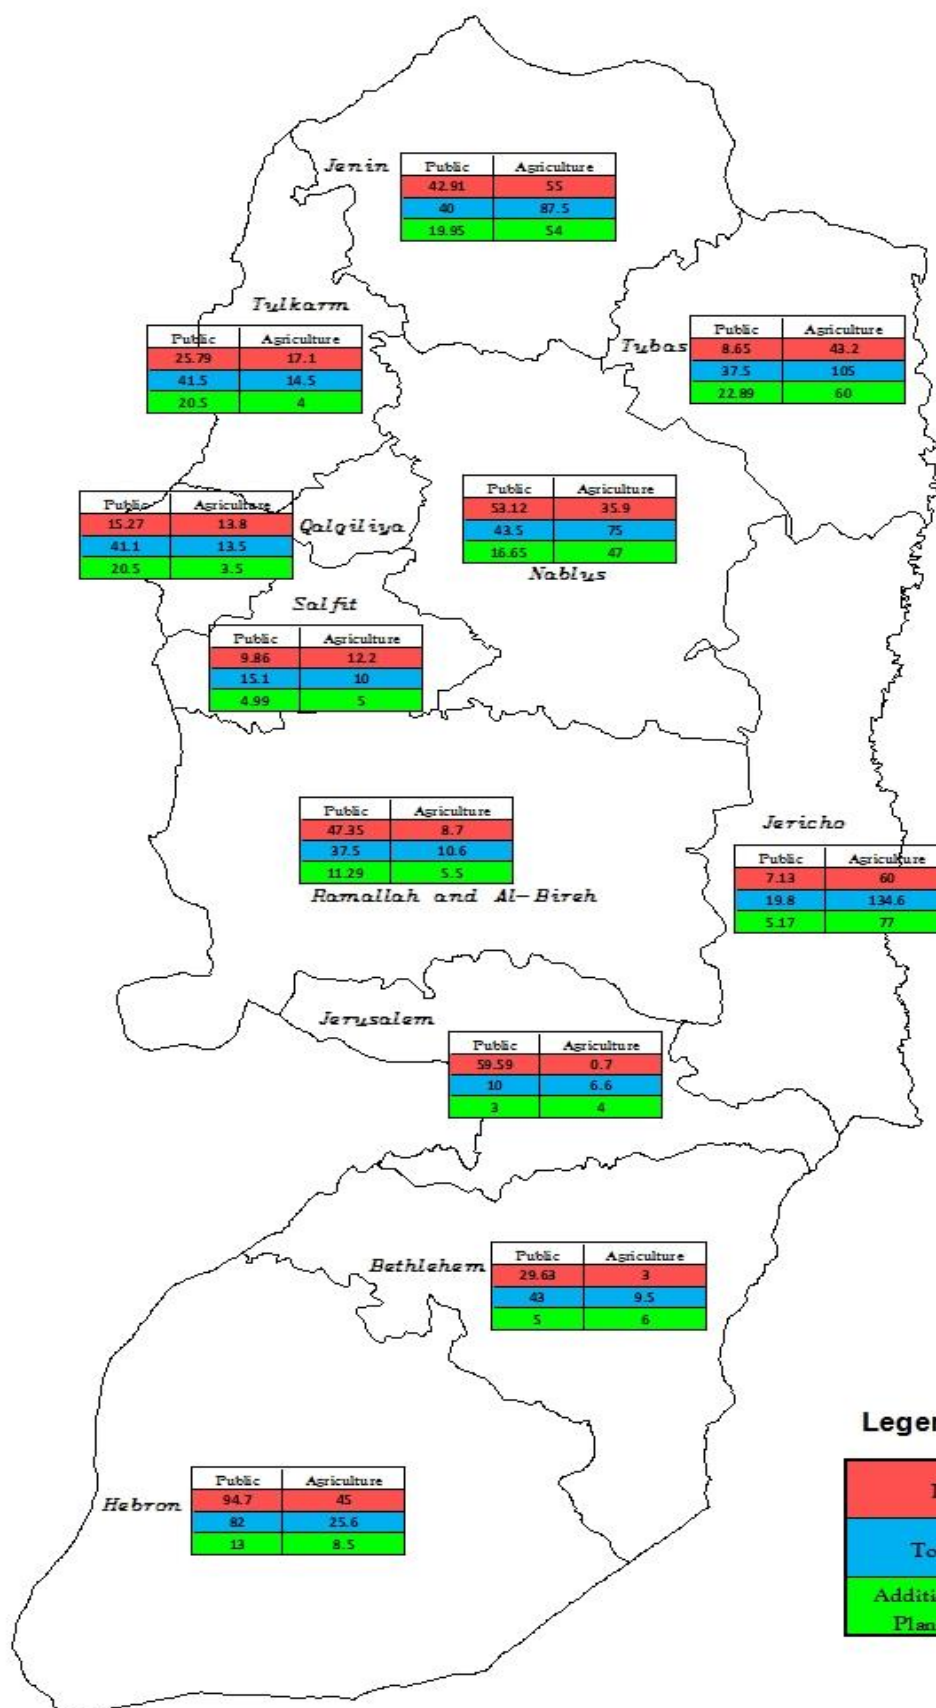 Jenin
Public Agriculture
42.91 55
40 87.5
19.95 54
Tulkarm
Public Agriculture
25.79 17.1
41.5 14.5
20.5 4
Tubas
Public Agriculture
8.65 43.2
37.5 105
22.89 60
Public Agriculture
15.27 13.8
41.1 13.5
20.5 3.5
Qalqiliya
Public Agriculture
53.12 35.9
43.5 75
16.65 47
Nablus
Salfit
Public Agriculture
9.86 12.2
15.1 10
4.99 5
Public Agriculture
47.35 8.7
37.5 10.6
11.29 5.5
Ramallah and Al-Bireh
Jericho
Public Agriculture
7.13 60
19.8 134.6
5.17 77
Jerusalem
Public Agriculture
59.59 0.7
10 6.6
3 4
Bethlehem
Public Agriculture
29.63 3
43 9.5
5 6
Hebron
Public Agriculture
94.7 45
82 25.6
13 8.5
Leger
To
Additi
Plan